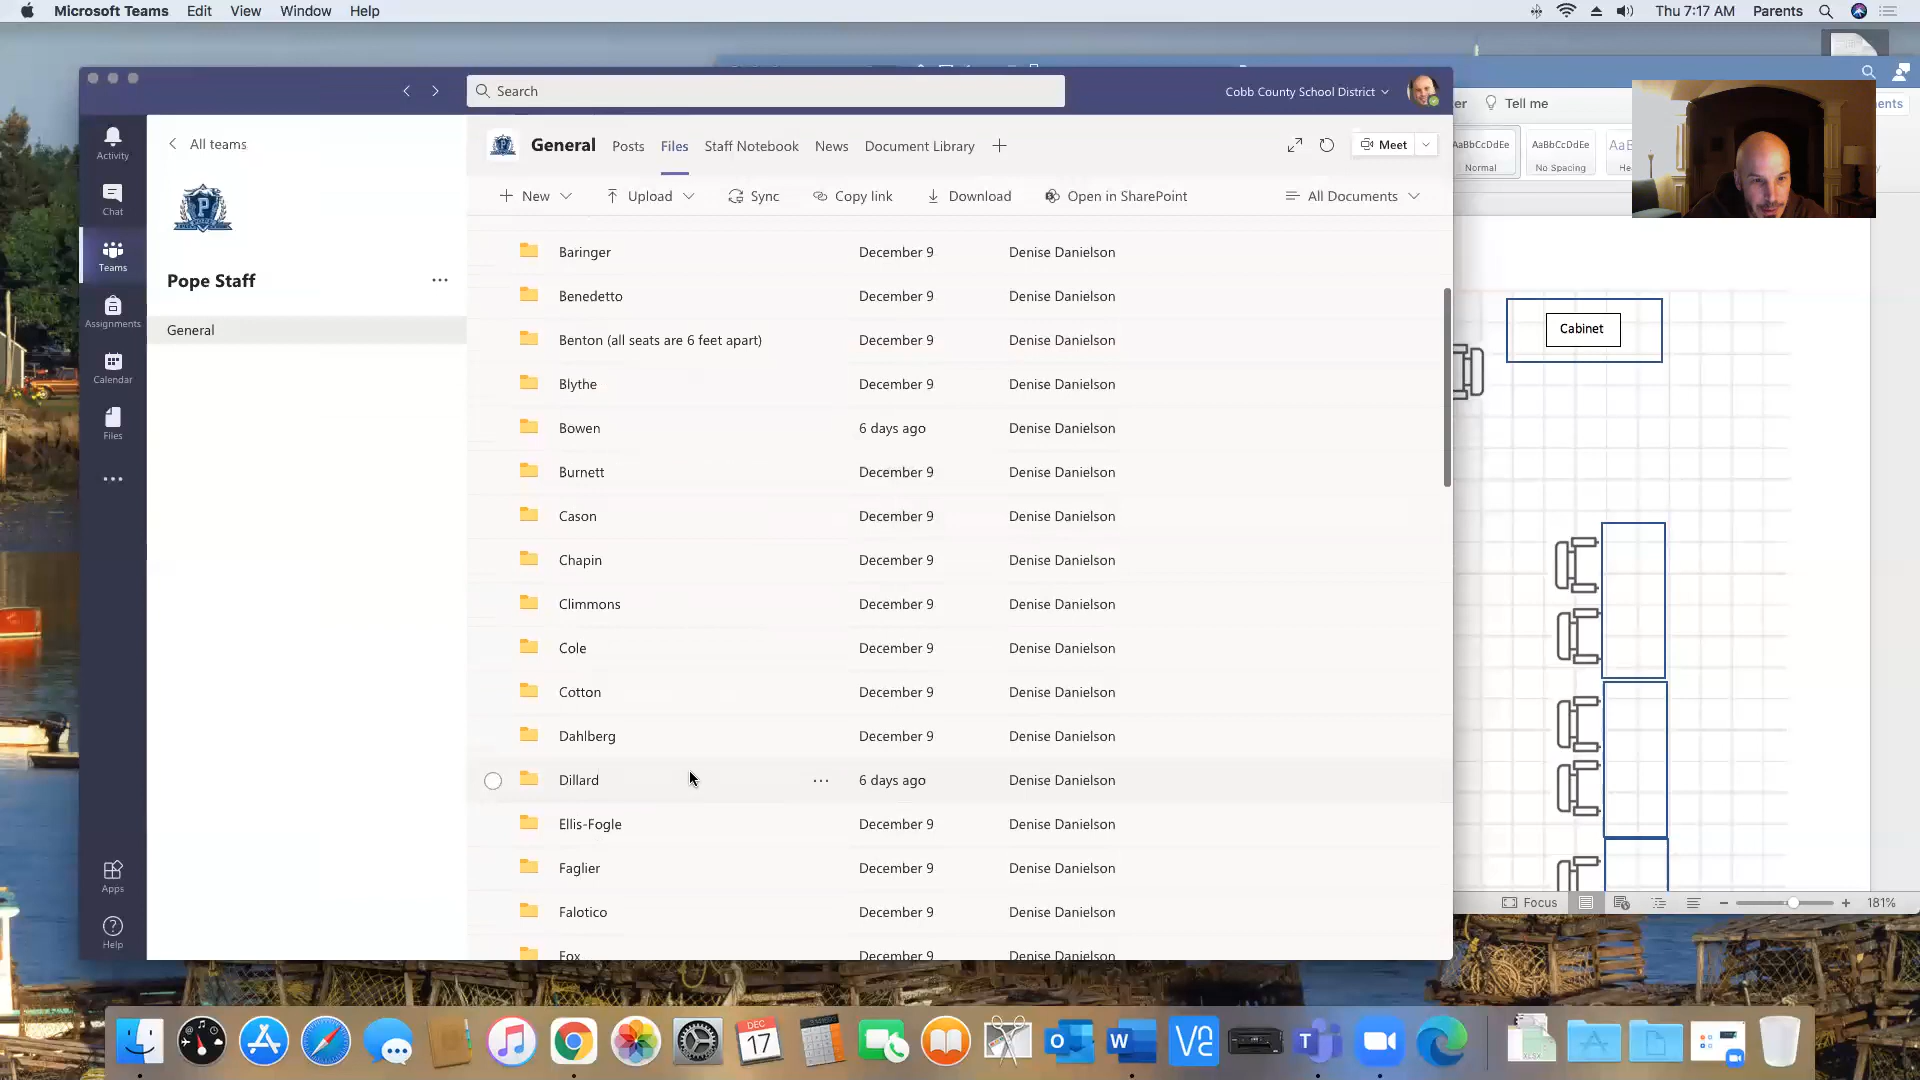 Microsoft Teams Edit View Window Help
Thu 7:17 AM Parents
Search
Cobb County School District
Tell me
Activity
Chat
Teams
Assignments
Calendar
Files
Apps
Help
All teams
P
Pope Staff
General
General Posts Files Staff Notebook News Document Library
Meet
New Upload Sync Copy link Download Open in SharePoint All Documents
Baringer December 9 Denise Danielson
Benedetto December 9 Denise Danielson
Benton (all seats are 6 feet apart) December 9 Denise Danielson
Blythe December 9 Denise Danielson
Bowen 6 days ago Denise Danielson
Burnett December 9 Denise Danielson
Cason December 9 Denise Danielson
Chapin December 9 Denise Danielson
Climmons December 9 Denise Danielson
Cole December 9 Denise Danielson
Cotton December 9 Denise Danielson
Dahlberg December 9 Denise Danielson
Dillard 6 days ago Denise Danielson
Ellis-Fogle December 9 Denise Danielson
Faglier December 9 Denise Danielson
Falotico December 9 Denise Danielson
Fox December 9 Denise Danielson
AaBbCcDdEe AaBbCcDdEe
Normal No Spacing
Cabinet
Focus 181%
DEC
17